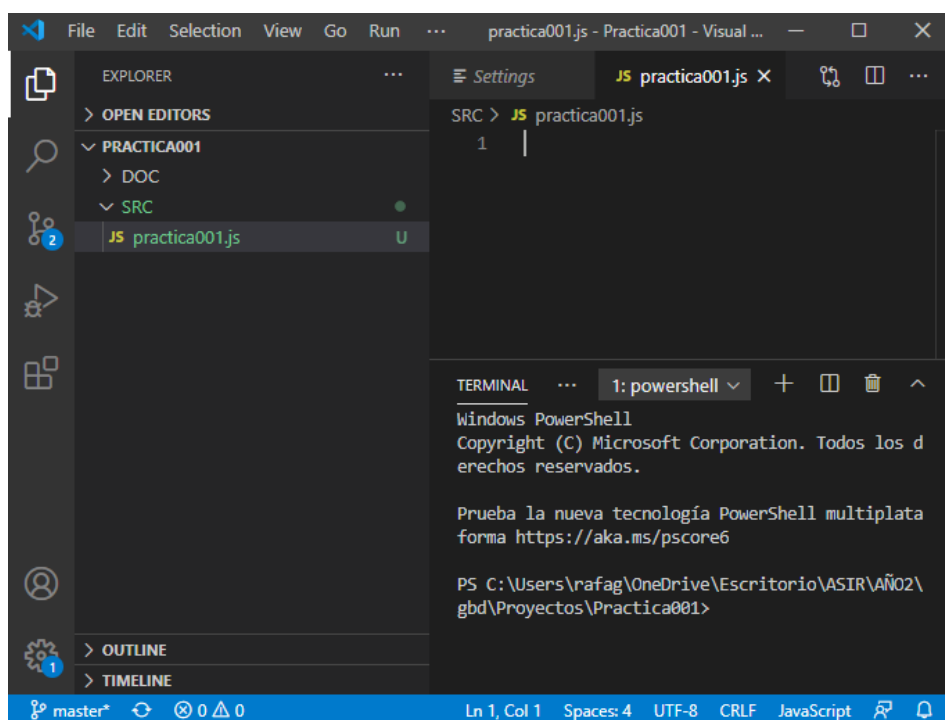 File Edit Selection View Go Run ··· practica001.js - Practica001 - Visual ...
EXPLORER ···
Settings JS practica001.js ···
> OPEN EDITORS
SRC > JS practica001.js
PRACTICA001
1
> DOC
SRC
JS practica001.js U
2
TERMINAL ··· 1: powershell
Windows PowerShell
Copyright (C) Microsoft Corporation. Todos los d
erechos reservados.
Prueba la nueva tecnología PowerShell multiplata
forma https://aka.ms/pscore6
PS C:\Users\rafag\OneDrive\Escritorio\ASIR\AÑO2\
gbd\Proyectos\Practica001>
> OUTLINE
1
> TIMELINE
master* 0 0 Ln 1, Col 1 Spaces: 4 UTF-8 CRLF JavaScript